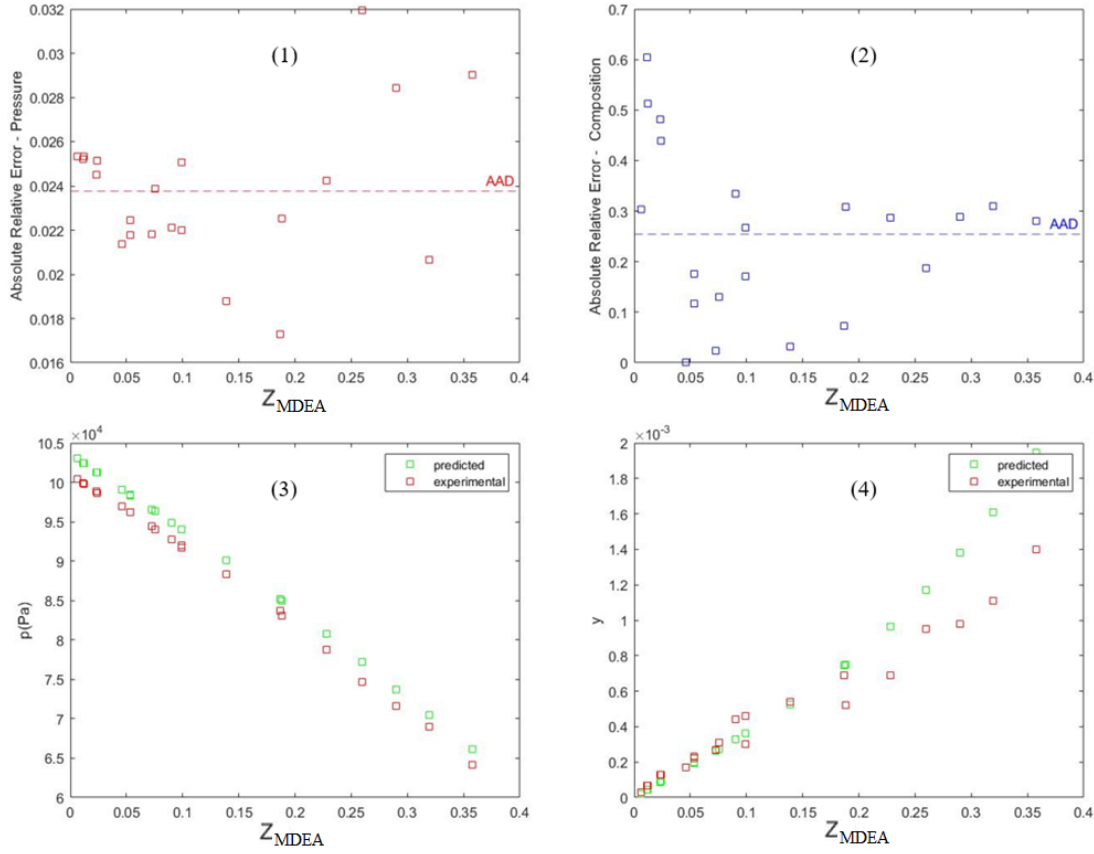 0.032
0.03
0.028
0.026
0.024
0.022
0.02
0.018
0.016
Absolute Relative Error - Pressure
(1)
AAD
0 0.05 0.1 0.15 0.2 0.25 0.3 0.35 0.4
Z_MDEA
0.7
0.6
0.5
0.4
0.3
0.2
0.1
0
Absolute Relative Error - Composition
(2)
AAD
0 0.05 0.1 0.15 0.2 0.25 0.3 0.35 0.4
Z_MDEA
×10⁴
10.5
10
9.5
9
8.5
8
7.5
7
6.5
6
p(Pa)
(3)
predicted
experimental
0 0.05 0.1 0.15 0.2 0.25 0.3 0.35 0.4
Z_MDEA
×10⁻³
2
1.8
1.6
1.4
1.2
1
0.8
0.6
0.4
0.2
0
y
(4)
predicted
experimental
0 0.05 0.1 0.15 0.2 0.25 0.3 0.35 0.4
Z_MDEA